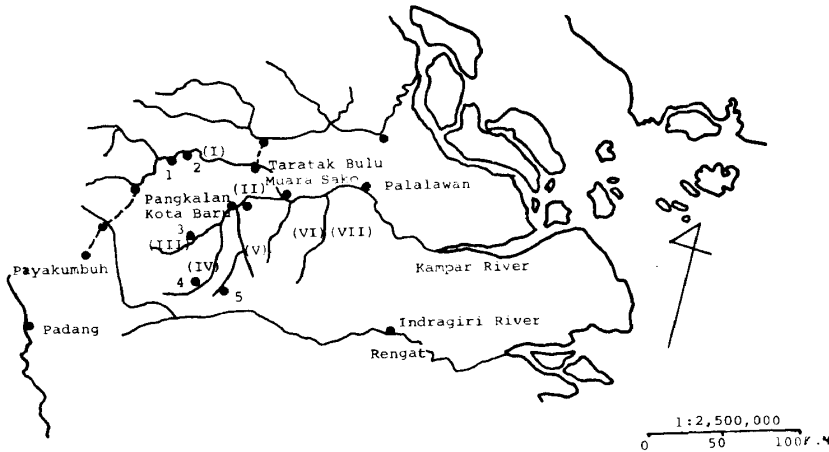 (I)
1
2
Taratak Bulu
Muara Sako
Pangkalan
Kota Baru
(II)
Palalawan
3
(III)
(V)
(VI)
(VII)
(IV)
4
5
Payakumbuh
Kampar River
Padang
Indragiri River
Rengat
1:2,500,000
0 50 100K.M